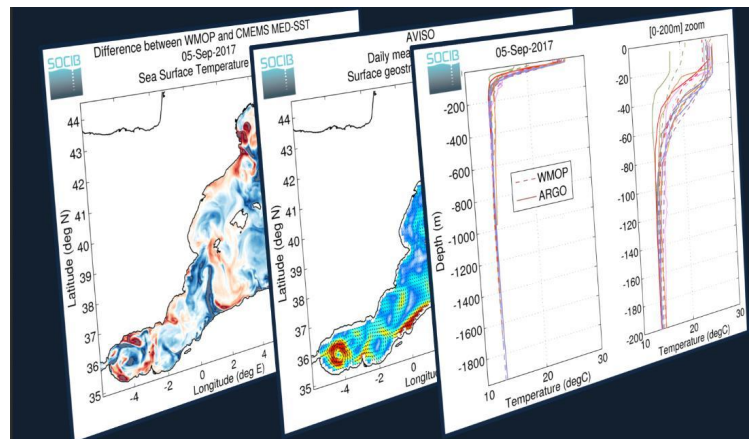 Difference between WMOP and CMEMS MED-SST
05-Sep-2017
Sea Surface Temperature
SOCIB
44
43
42
41
40
39
38
37
36
35
Latitude (deg N)
-4
-2
0
2
4
Longitude (deg E)
AVISO
Daily mea
Surface geostr
SOCIB
44
43
42
41
40
39
38
37
36
35
Latitude (deg N)
-4
-2
0
Longitude (deg
05-Sep-2017
SOCIB
-200
-400
-600
-800
-1000
-1200
-1400
-1600
-1800
Depth (m)
WMOP
ARGO
10
20
30
Temperature (degC)
[0-200m] zoom
0
-20
-40
-60
-80
-100
-120
-140
-160
-180
-200
10
20
30
Temperature (degC)